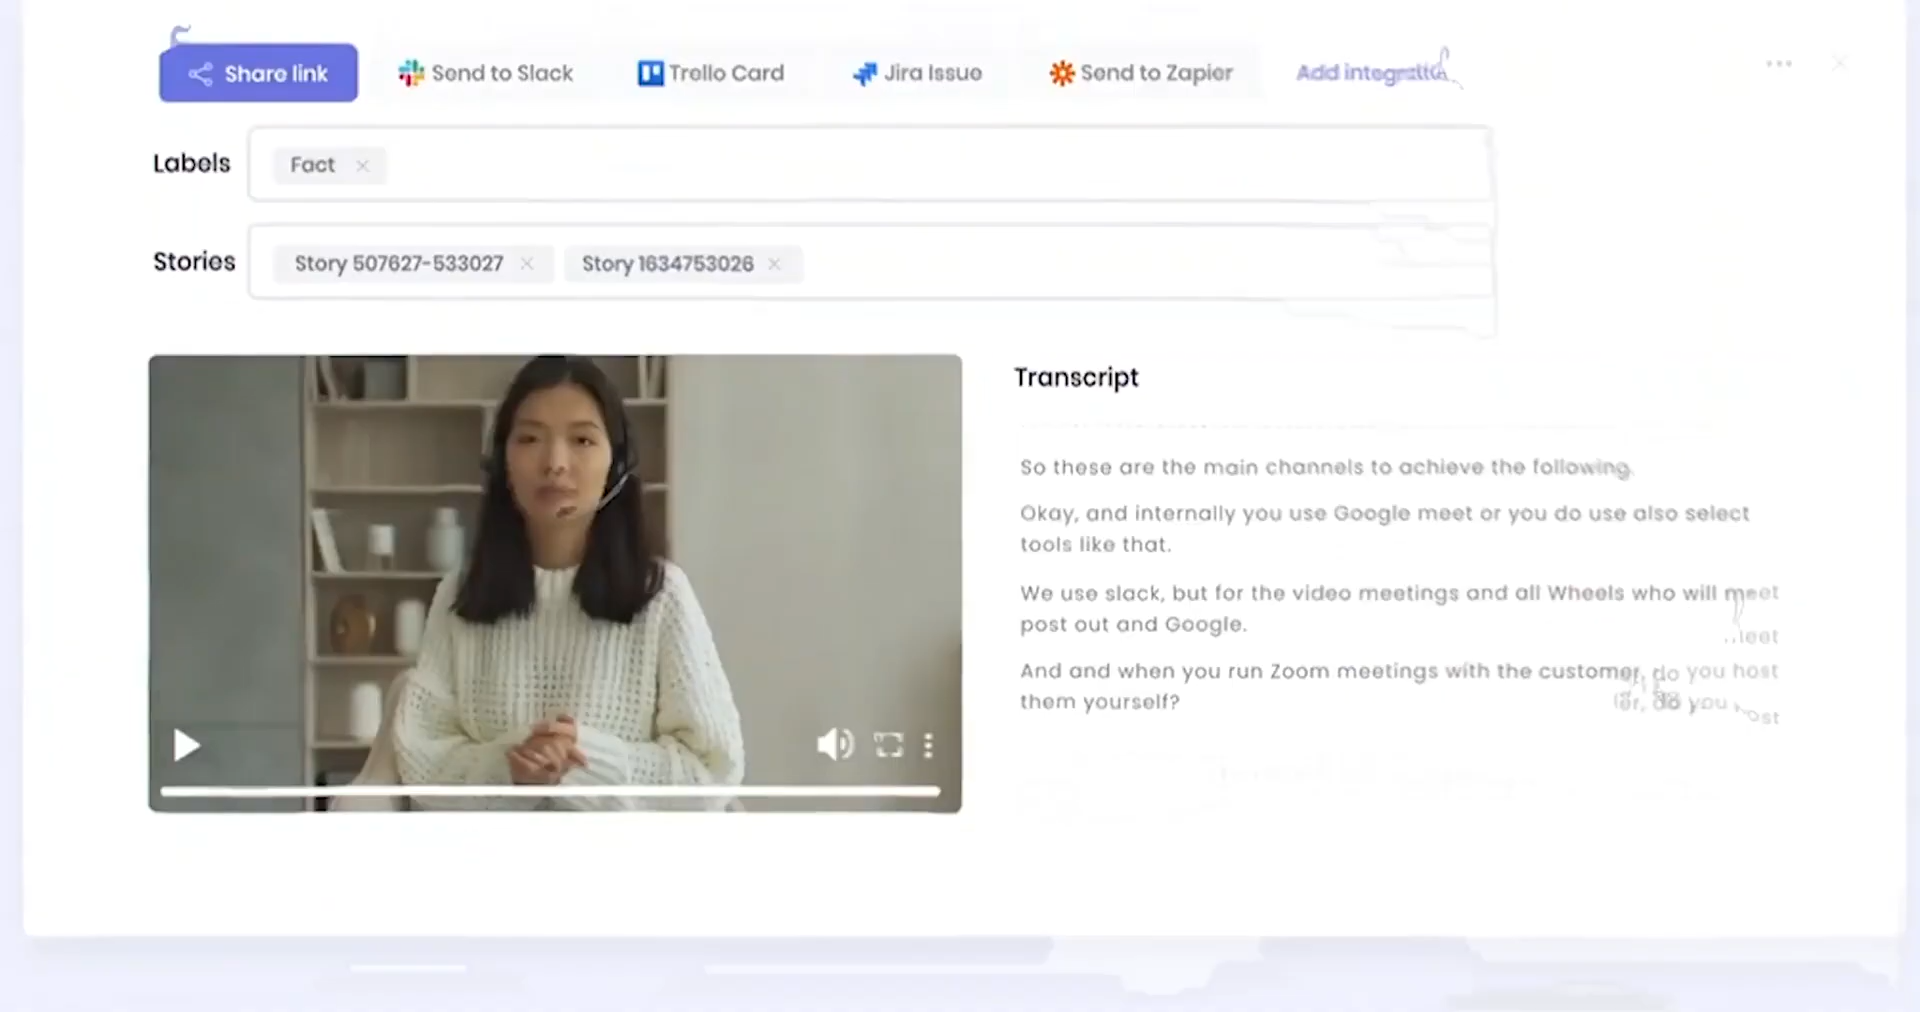 Share link
Send to Slack
Trello Card
Jira Issue
Send to Zapier
Add
Labels
Fact
Stories
Story 507627-533027
Story 1634753026
Transcript
So these are the main channels to achieve the following.
Okay, and internally you use Google meet or you do use also select
tools like that.
We use slack, but for the video meetings and all Wheels who will meet
post out and Google.
And and when you run Zoom meetings with the customer, do you host
them yourself?